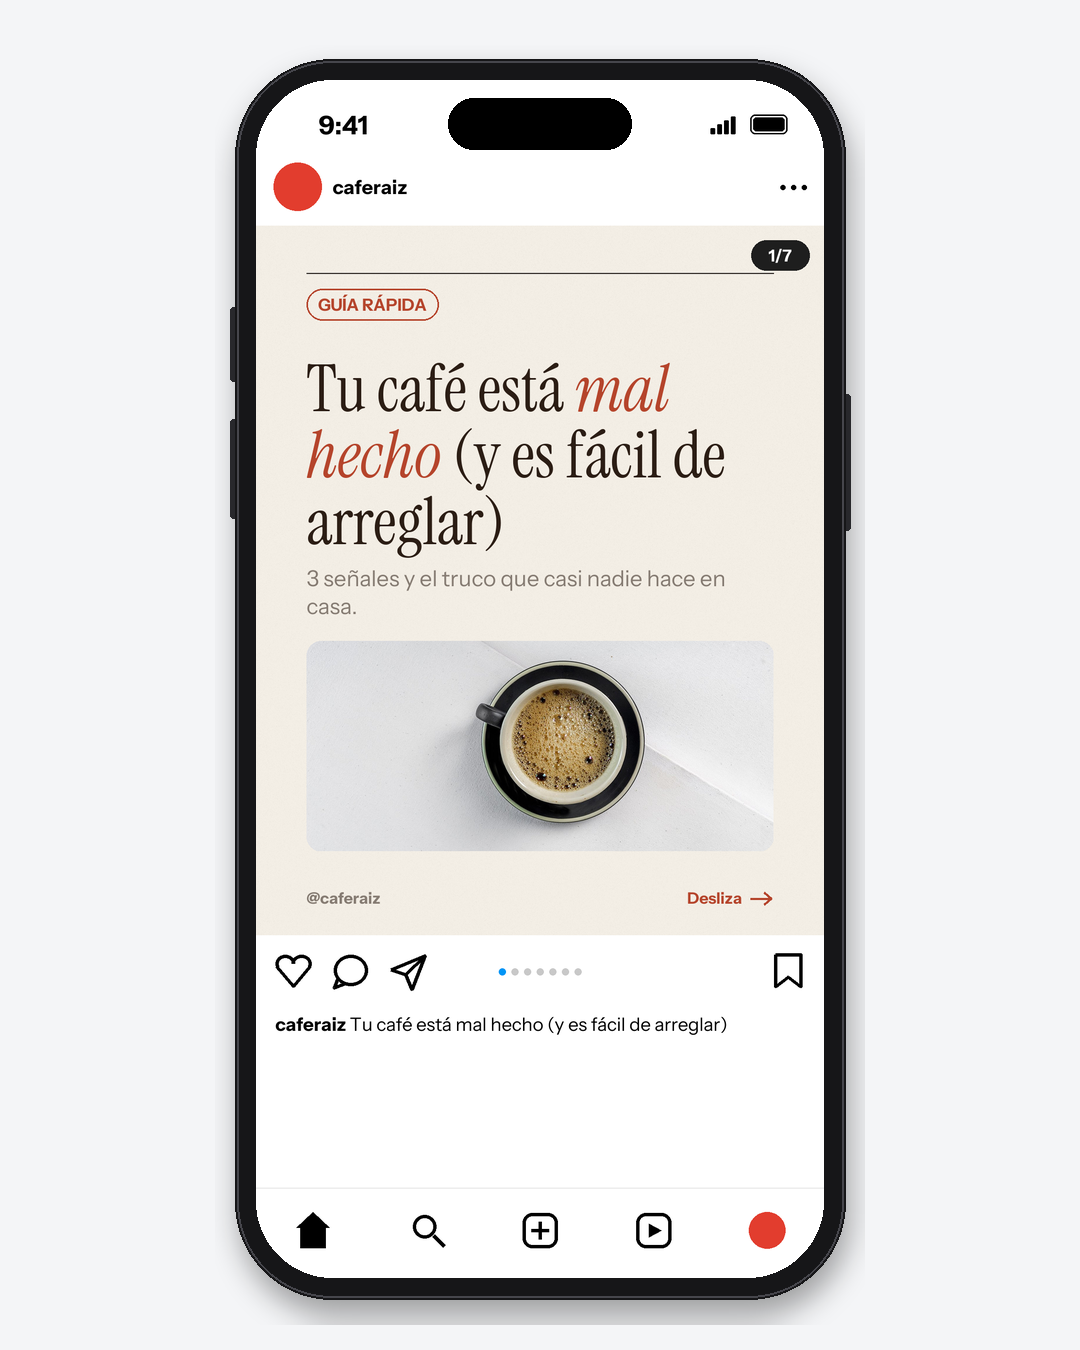 9:41
caferaiz
1/7
GUÍA RÁPIDA
Tu café está mal
hecho (y es fácil de
arreglar)
3 señales y el truco que casi nadie hace en
casa.
@caferaiz
Desliza →
caferaiz Tu café está mal hecho (y es fácil de arreglar)